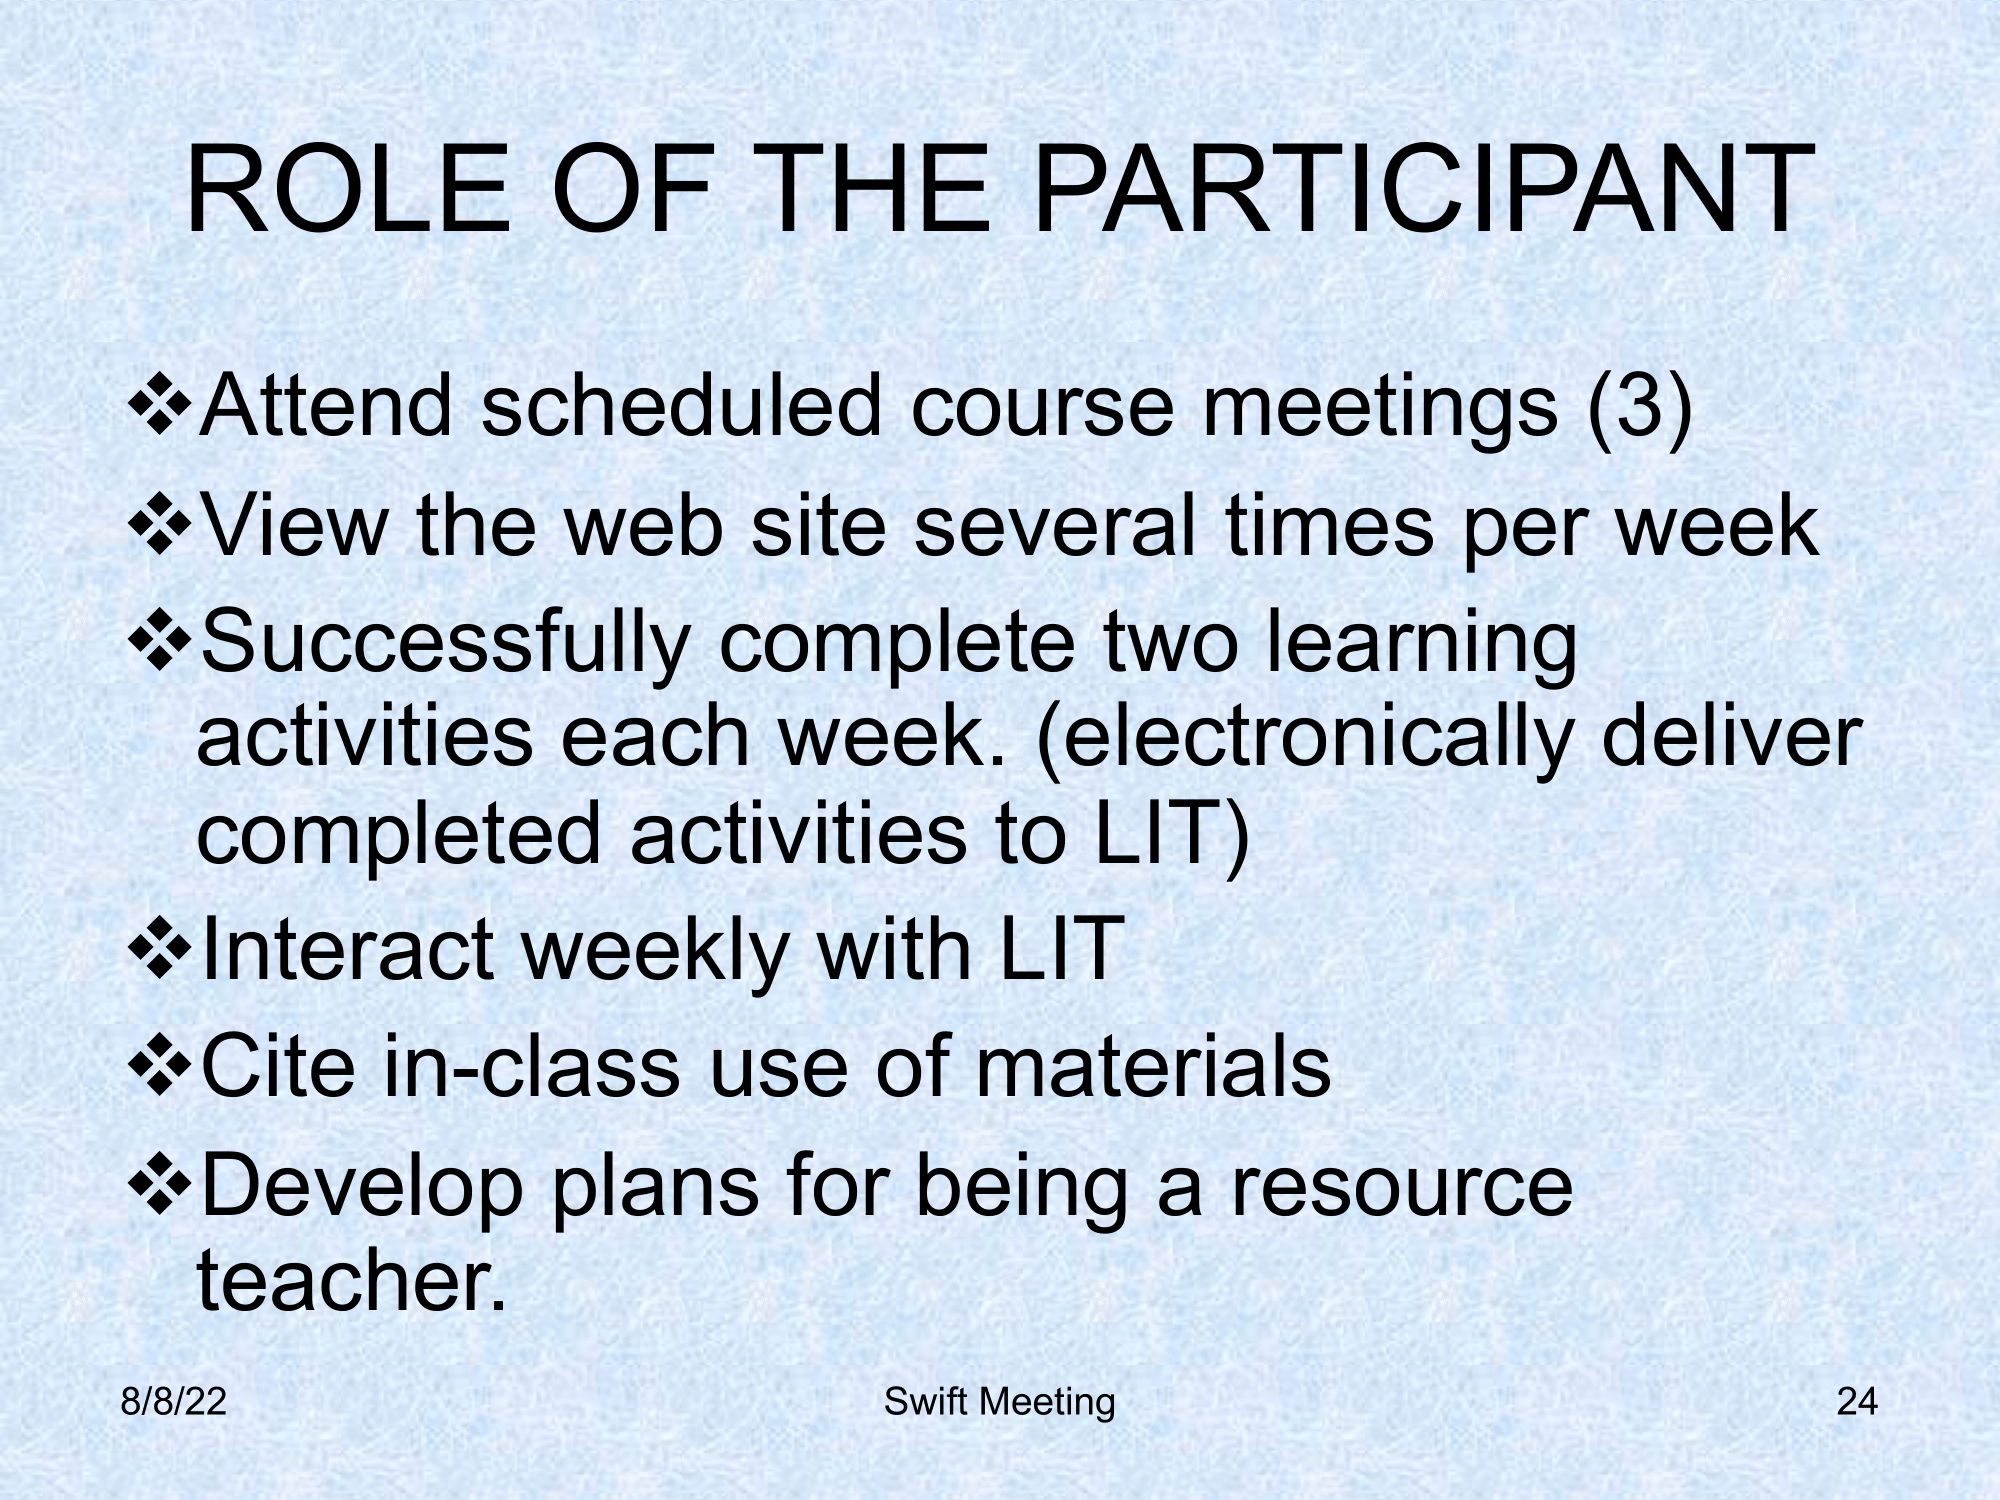 ROLE OF THE PARTICIPANT
❖Attend scheduled course meetings (3)
❖View the web site several times per week
❖Successfully complete two learning
activities each week. (electronically deliver
completed activities to LIT)
❖Interact weekly with LIT
❖Cite in-class use of materials
❖Develop plans for being a resource
teacher.
8/8/22
Swift Meeting
24